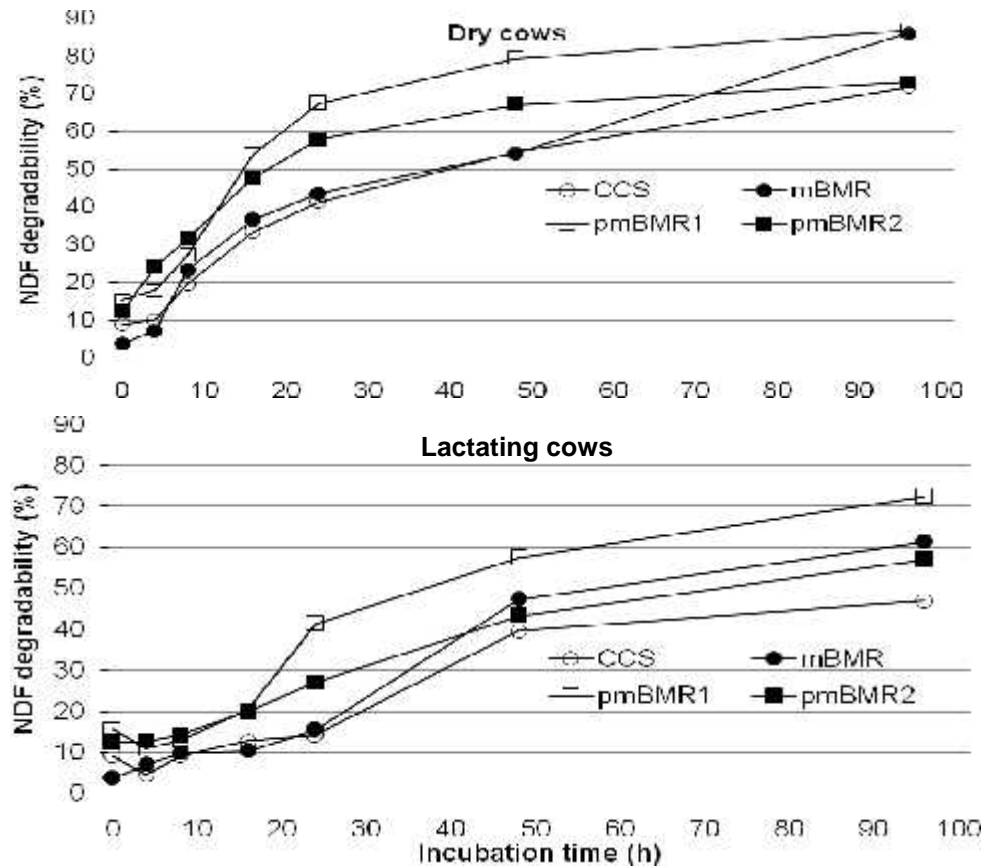 90
Dry cows
80
70
60
50
CCS mBMR
40
pmBMR1 pmBMR2
30
20
10
0
NDF degradability (%)
0 10 20 30 40 50 60 70 80 90 100
90
Lactating cows
80
70
60
50
40
CCS mBMR
30
pmBMR1 pmBMR2
20
10
0
NDF degradability (%)
0 10 20 30 40 50 60 70 80 90 100
Incubation time (h)